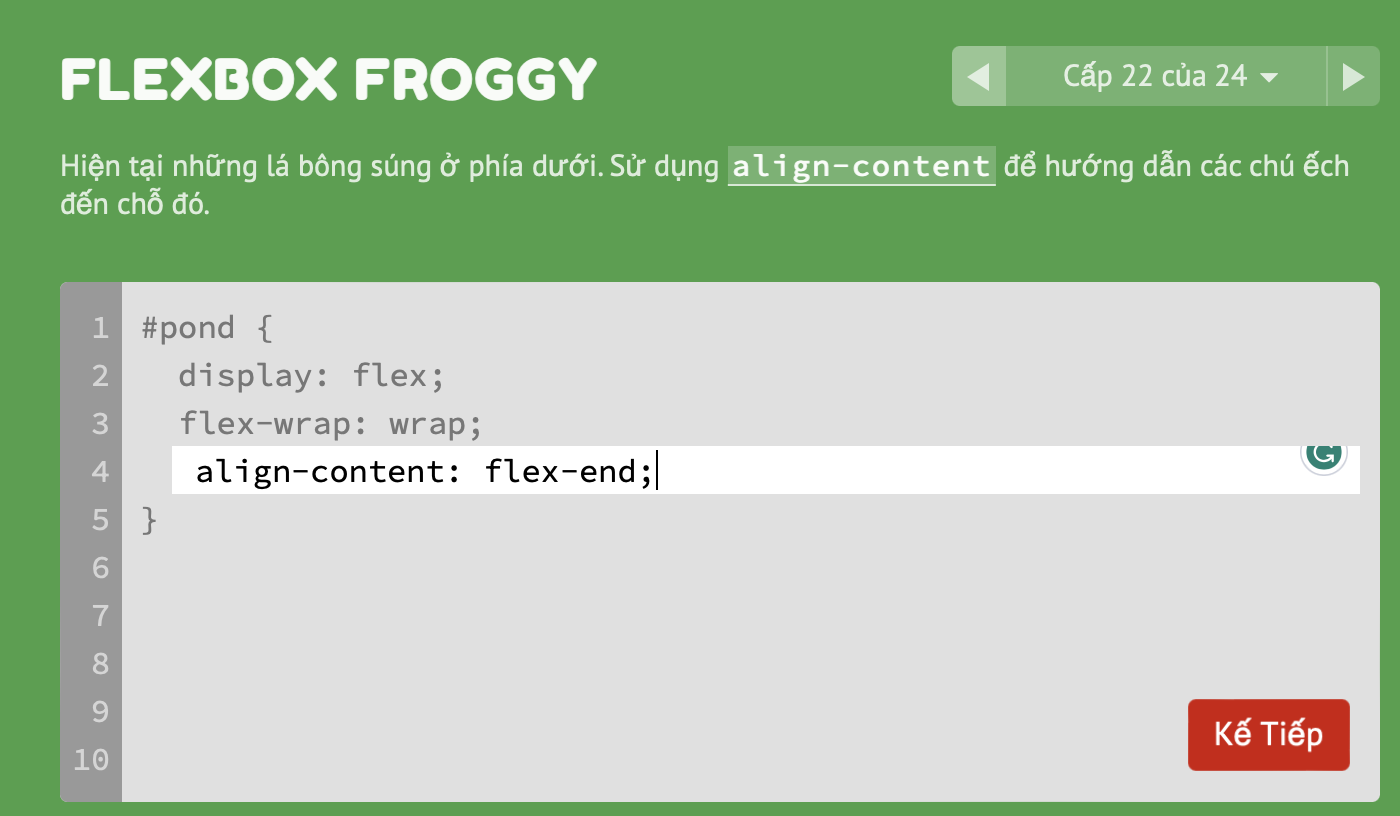 FLEXBOX FROGGY
Cấp 22 của 24
Hiện tại những lá bông súng ở phía dưới. Sử dụng align-content để hướng dẫn các chú ếch
đến chỗ đó.
1 #pond {
2 display: flex;
3 flex-wrap: wrap;
4 align-content: flex-end;
5 }
6
7
8
9
10
Kế Tiếp